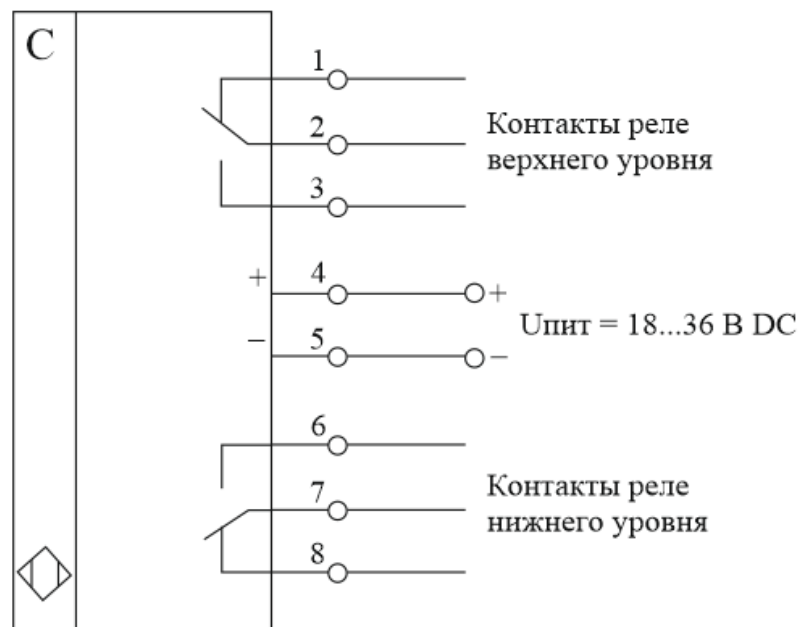 C
1
2
3
Контакты реле
верхнего уровня
+ 4 +
− 5 −
Uпит = 18...36 В DC
6
7
8
Контакты реле
нижнего уровня